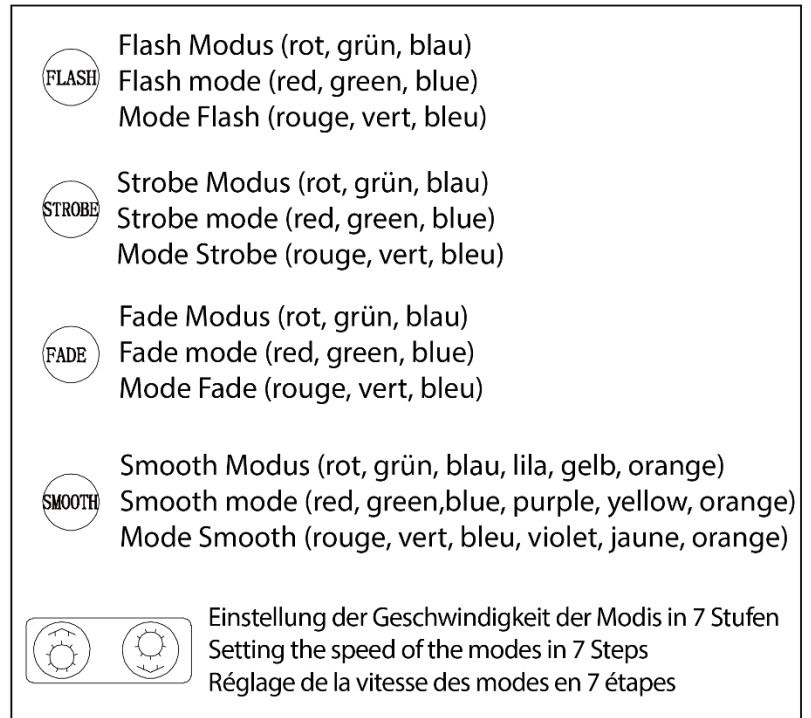 FLASH
Flash Modus (rot, grün, blau)
Flash mode (red, green, blue)
Mode Flash (rouge, vert, bleu)
STROBE
Strobe Modus (rot, grün, blau)
Strobe mode (red, green, blue)
Mode Strobe (rouge, vert, bleu)
FADE
Fade Modus (rot, grün, blau)
Fade mode (red, green, blue)
Mode Fade (rouge, vert, bleu)
SMOOTH
Smooth Modus (rot, grün, blau, lila, gelb, orange)
Smooth mode (red, green,blue, purple, yellow, orange)
Mode Smooth (rouge, vert, bleu, violet, jaune, orange)
Einstellung der Geschwindigkeit der Modis in 7 Stufen
Setting the speed of the modes in 7 Steps
Réglage de la vitesse des modes en 7 étapes